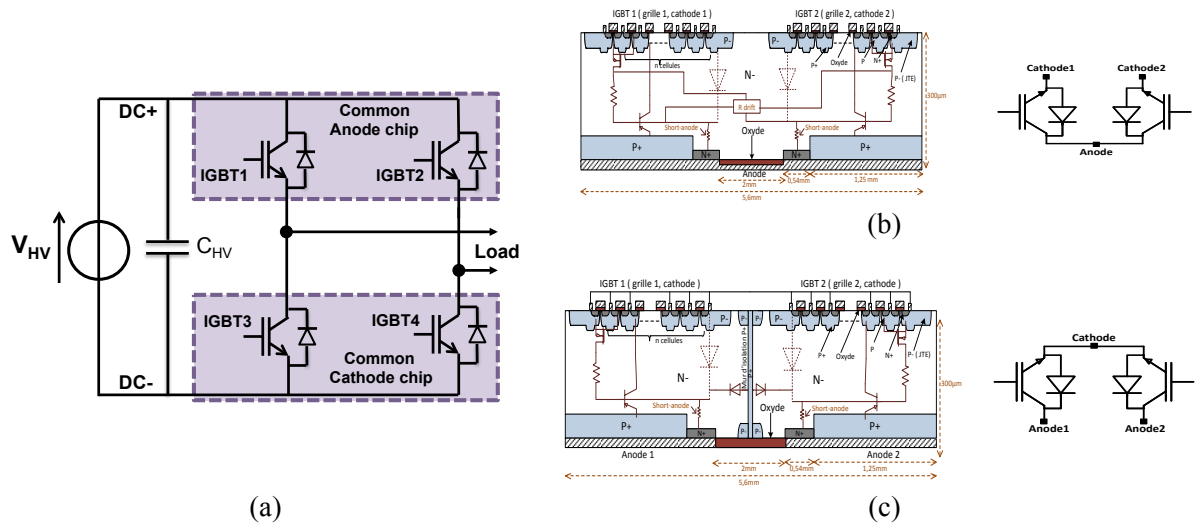 DC+
Common
Anode chip
IGBT1
IGBT2
V_HV
C_HV
Load
IGBT3
IGBT4
DC-
Common
Cathode chip
(a)
IGBT 1 ( grille 1, cathode 1 )
IGBT 2 ( grille 2, cathode 2 )
P-
P-
n cellules
N-
P+
Oxyde
P
N+
P- ( JTE)
R drift
Short-anode
Oxyde
Short-anode
P+
N+
N+
P+
Anode
300µm
2mm
0,54mm
1,25 mm
5,6mm
Cathode1
Cathode2
Anode
(b)
IGBT 1 ( grille 1, cathode )
IGBT 2 ( grille 2, cathode )
P-
P-
P-
P-
n cellules
Mur d'isolation P+
N-
N-
P+
Oxyde
P
N+
P- ( JTE)
Short-anode
Oxyde
Short-anode
P+
N+
P-
P-
N+
P+
Anode 1
Anode 2
300µm
2mm
0,54mm
1,25mm
5,6mm
Cathode
Anode1
Anode2
(c)